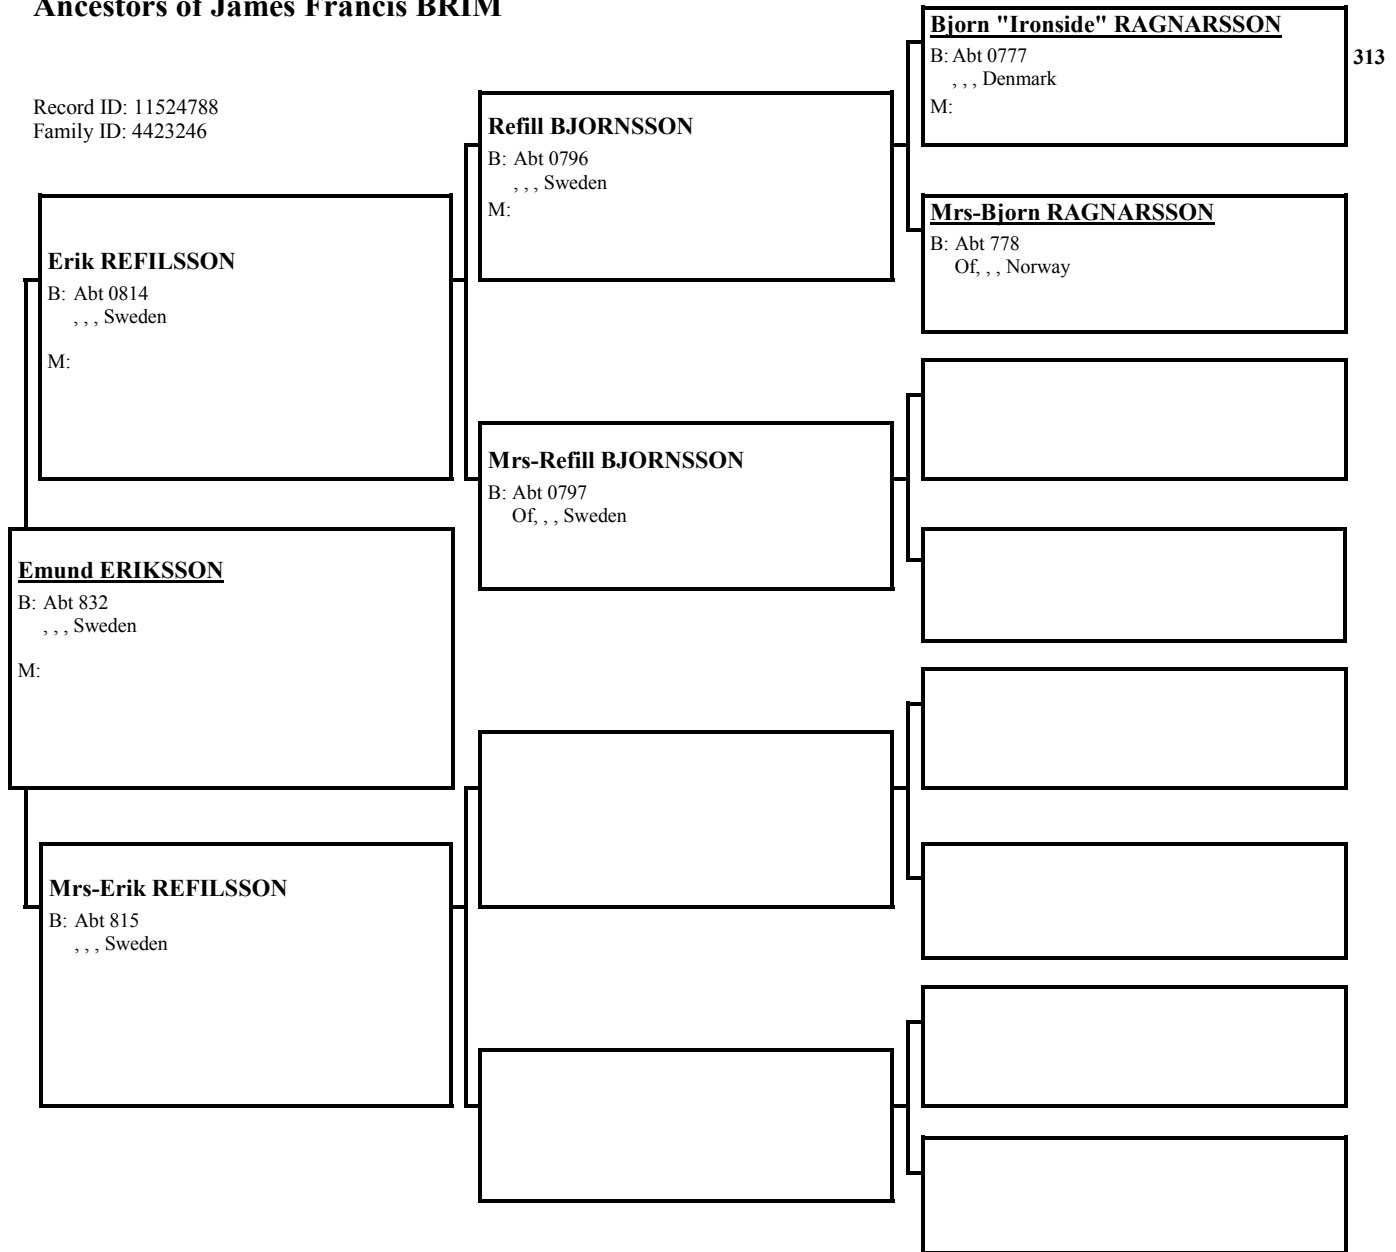 Ancestors of James Francis BRIM
Record ID: 11524788
Family ID: 4423246
Erik REFILSSON
B: Abt 0814
, , , Sweden
M:
Emund ERIKSSON
B: Abt 832
, , , Sweden
M:
Mrs-Erik REFILSSON
B: Abt 815
, , , Sweden
Refill BJORNSSON
B: Abt 0796
, , , Sweden
M:
Mrs-Refill BJORNSSON
B: Abt 0797
Of, , , Sweden
Bjorn "Ironside" RAGNARSSON
B: Abt 0777
, , , Denmark
M:
313
Mrs-Bjorn RAGNARSSON
B: Abt 778
Of, , , Norway